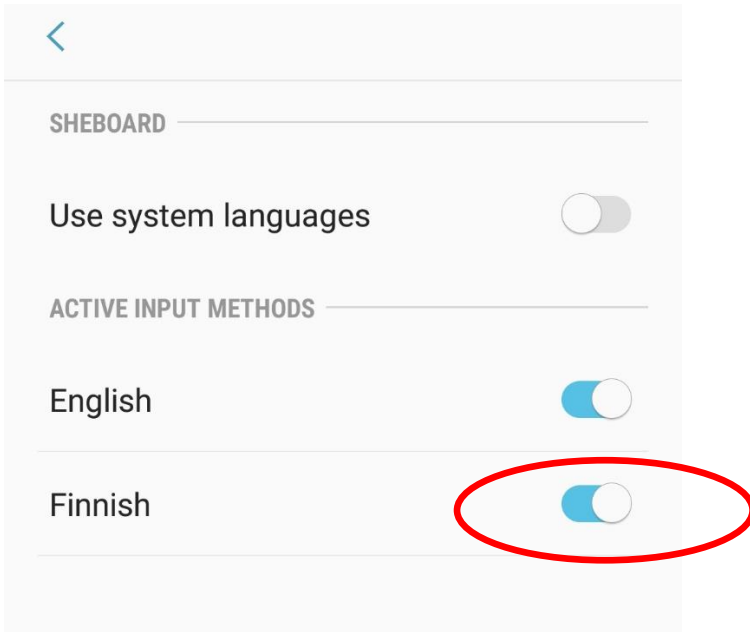 SHEBOARD
Use system languages
ACTIVE INPUT METHODS
English
Finnish